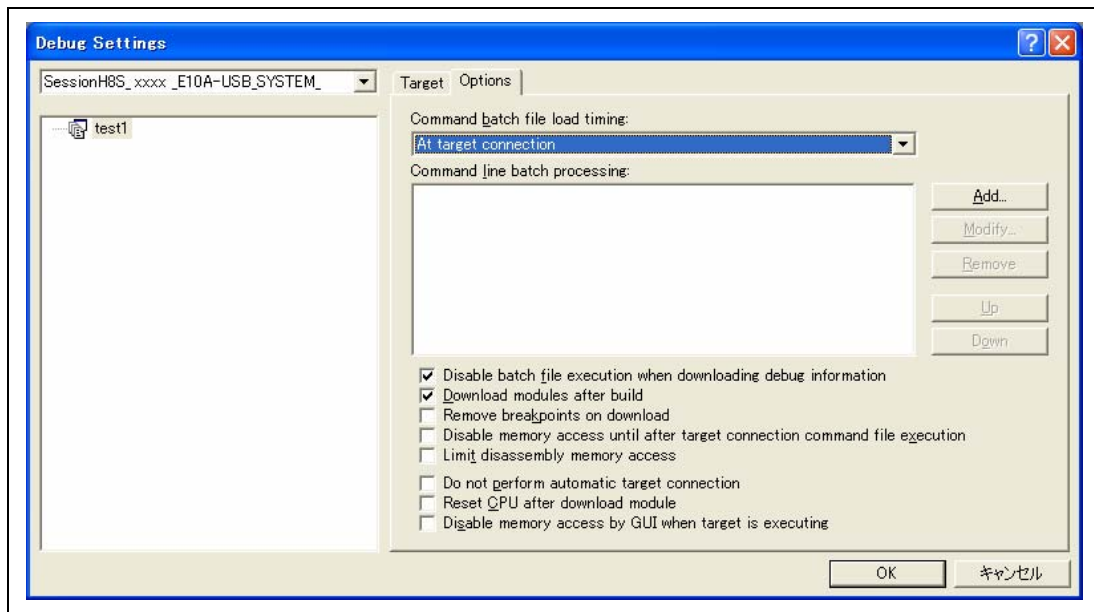 Debug Settings
SessionH8S_ xxxx _E10A-USB_SYSTEM_
test1
Target
Options
Command batch file load timing:
At target connection
Command line batch processing:
Add...
Modify...
Remove
Up
Down
Disable batch file execution when downloading debug information
Download modules after build
Remove breakpoints on download
Disable memory access until after target connection command file execution
Limit disassembly memory access
Do not perform automatic target connection
Reset CPU after download module
Disable memory access by GUI when target is executing
OK
キャンセル